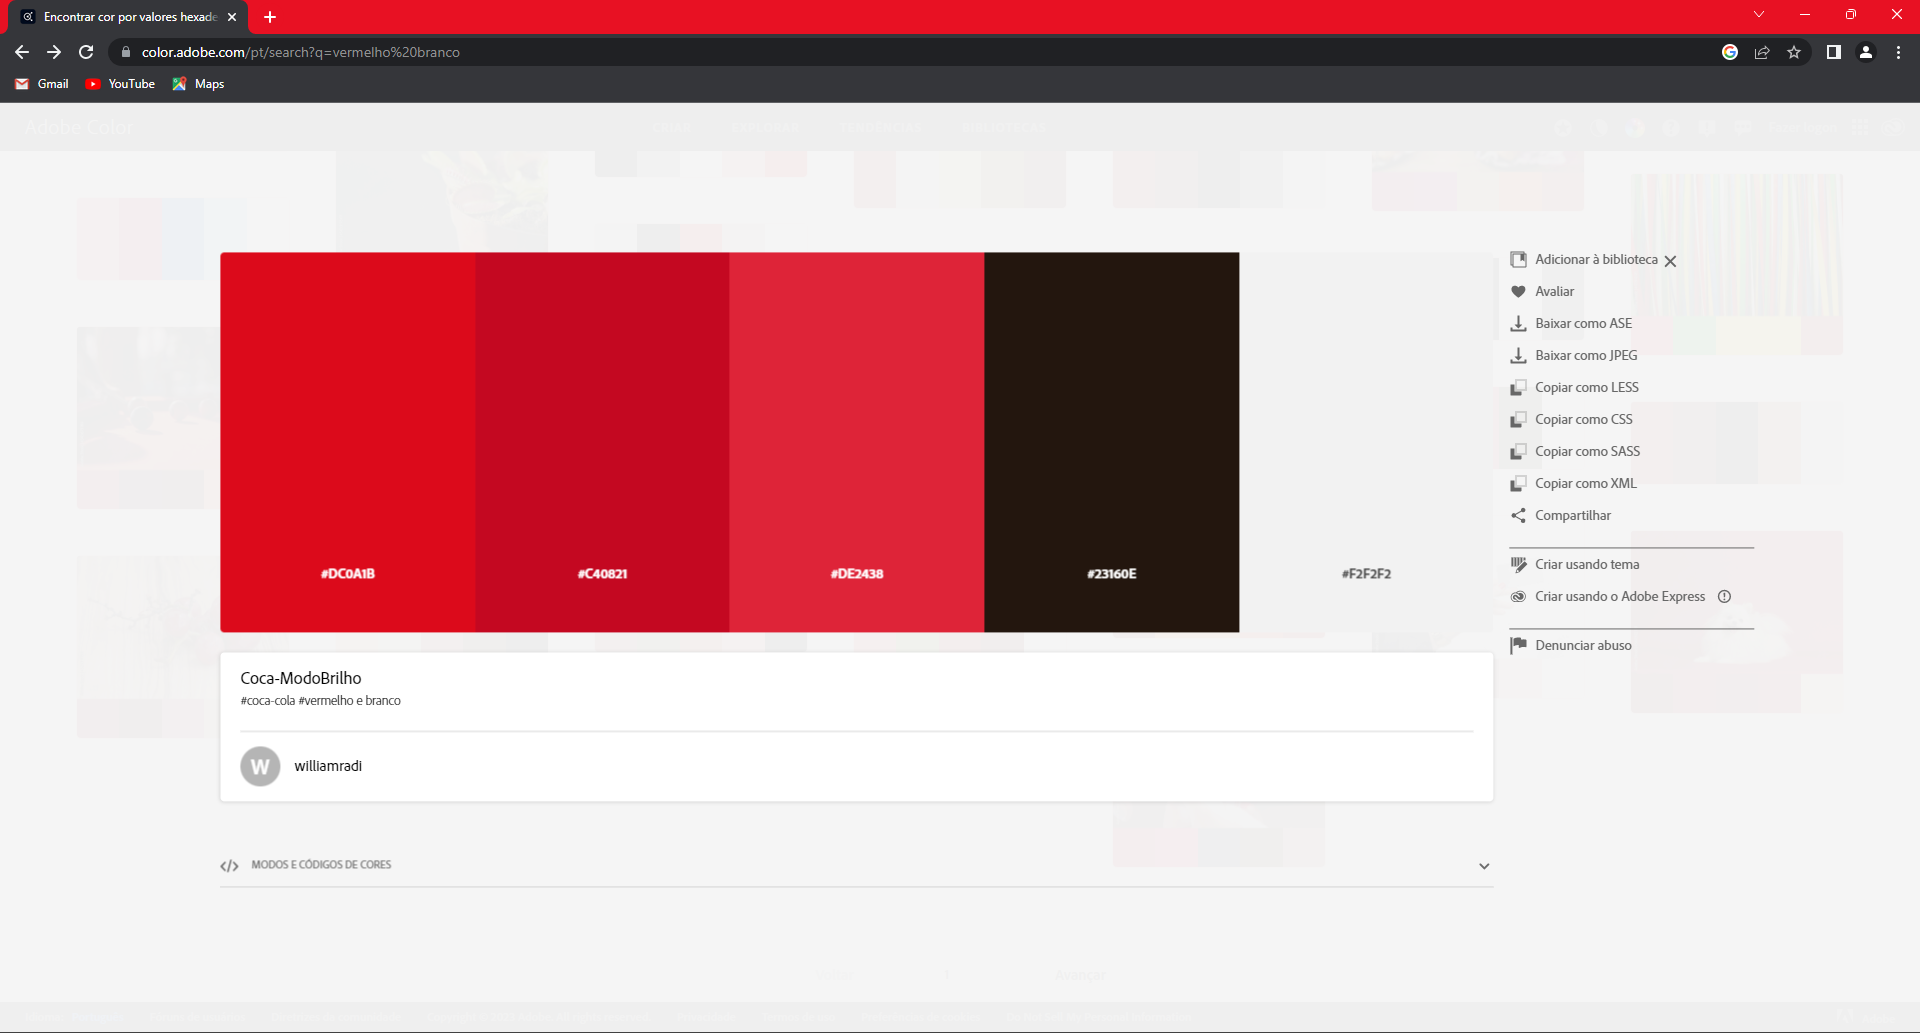 Encontrar cor por valores hexade
color.adobe.com/pt/search?q=vermelho%20branco
Gmail
YouTube
Maps
Adobe Color
Adicionar à biblioteca
Avaliar
Baixar como ASE
Baixar como JPEG
Copiar como LESS
Copiar como CSS
Copiar como SASS
Copiar como XML
Compartilhar
#DC0A1B
#C40821
#DE2438
#23160E
#F2F2F2
Criar usando tema
Criar usando o Adobe Express
Denunciar abuso
Coca-ModoBrilho
#coca-cola #vermelho e branco
W
williamradi
</> MODOS E CÓDIGOS DE CORES